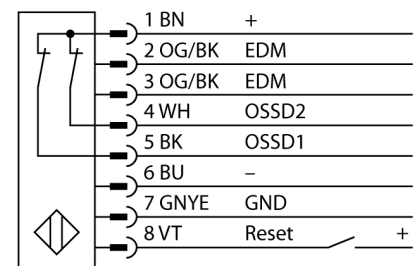 1 BN +
2 OG/BK EDM
3 OG/BK EDM
4 WH OSSD2
5 BK OSSD1
6 BU –
7 GNYE GND
8 VT Reset +